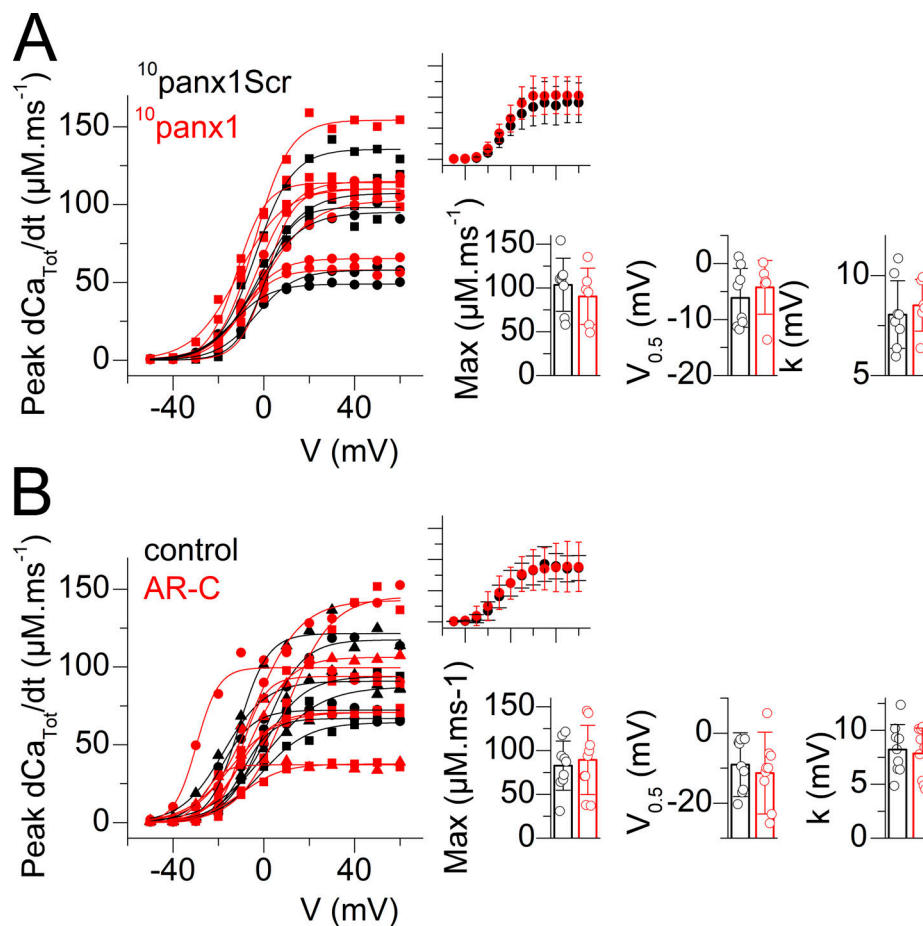 A
¹⁰panx1Scr
¹⁰panx1
Peak dCa_Tot/dt (µM.ms⁻¹)
150
100
50
0
-40 0 40
V (mV)
Max (µM.ms⁻¹)
150
100
50
0
V₀.₅ (mV)
0
-10
-20
k (mV)
10
5
B
control
AR-C
Peak dCa_Tot/dt (µM.ms⁻¹)
150
100
50
0
-40 0 40
V (mV)
Max (µM.ms-1)
150
100
50
0
V₀.₅ (mV)
0
-20
k (mV)
10
5
0